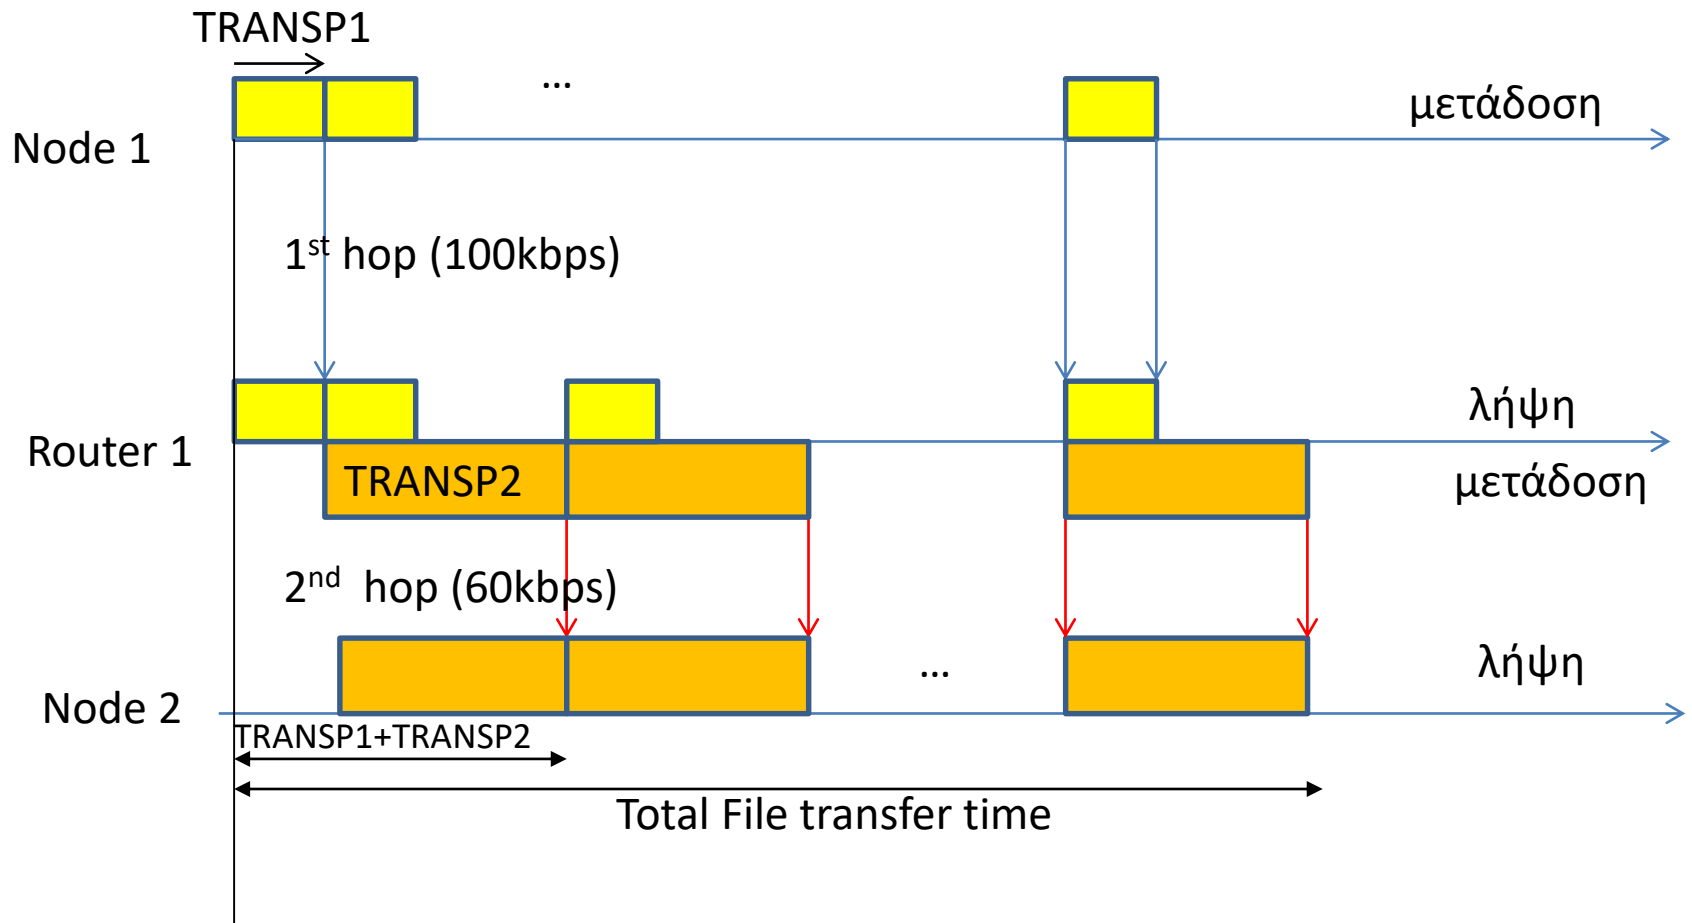 TRANSP1
...
μετάδοση
Node 1
1st hop (100kbps)
λήψη
Router 1
TRANSP2
μετάδοση
2nd hop (60kbps)
...
λήψη
Node 2
TRANSP1+TRANSP2
Total File transfer time